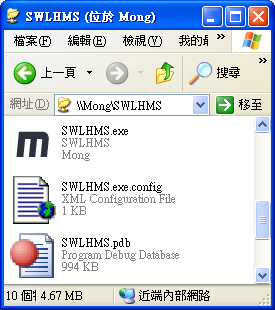 SWLHMS (位於 Mong)
檔案(F) 編輯(E) 檢視(V) 我的最 »
上一頁 搜尋 »
網址(D) \\Mong\SWLHMS 移至
m
SWLHMS.exe
SWLHMS
Mong
SWLHMS.exe.config
XML Configuration File
1 KB
SWLHMS.pdb
Program Debug Database
994 KB
10 個 4.67 MB 近端內部網路